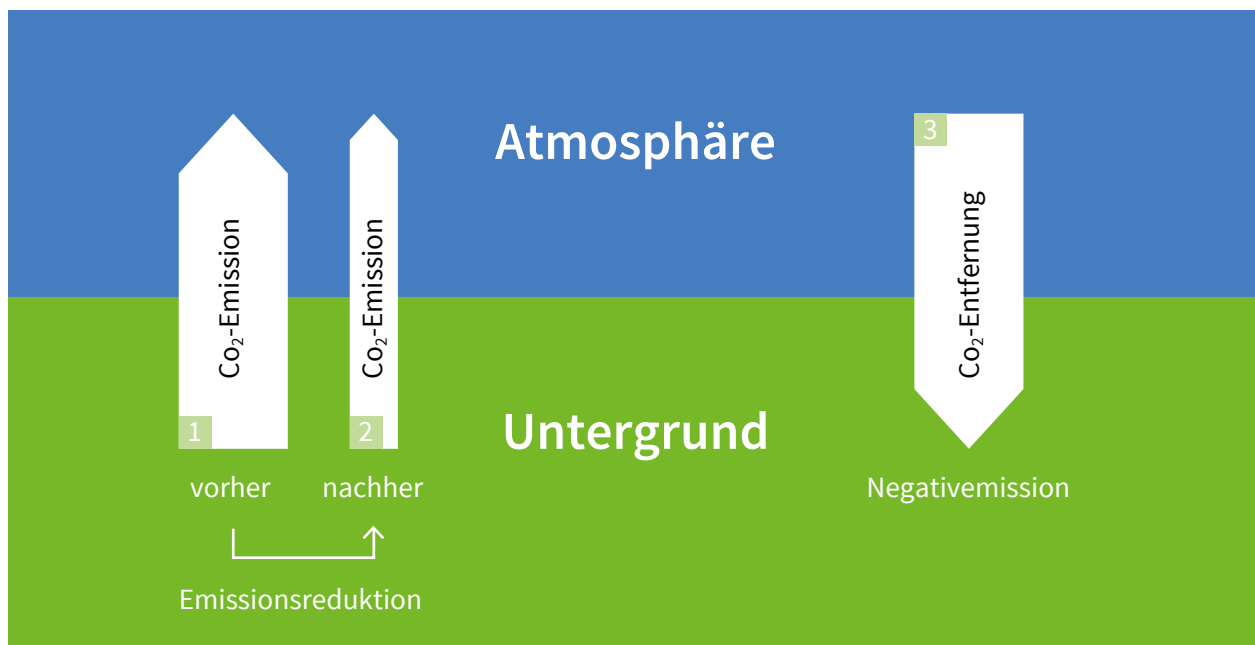 Atmosphäre
1
Co₂-Emission
2
Co₂-Emission
3
Co₂-Entfernung
Untergrund
vorher
nachher
Negativemission
Emissionsreduktion